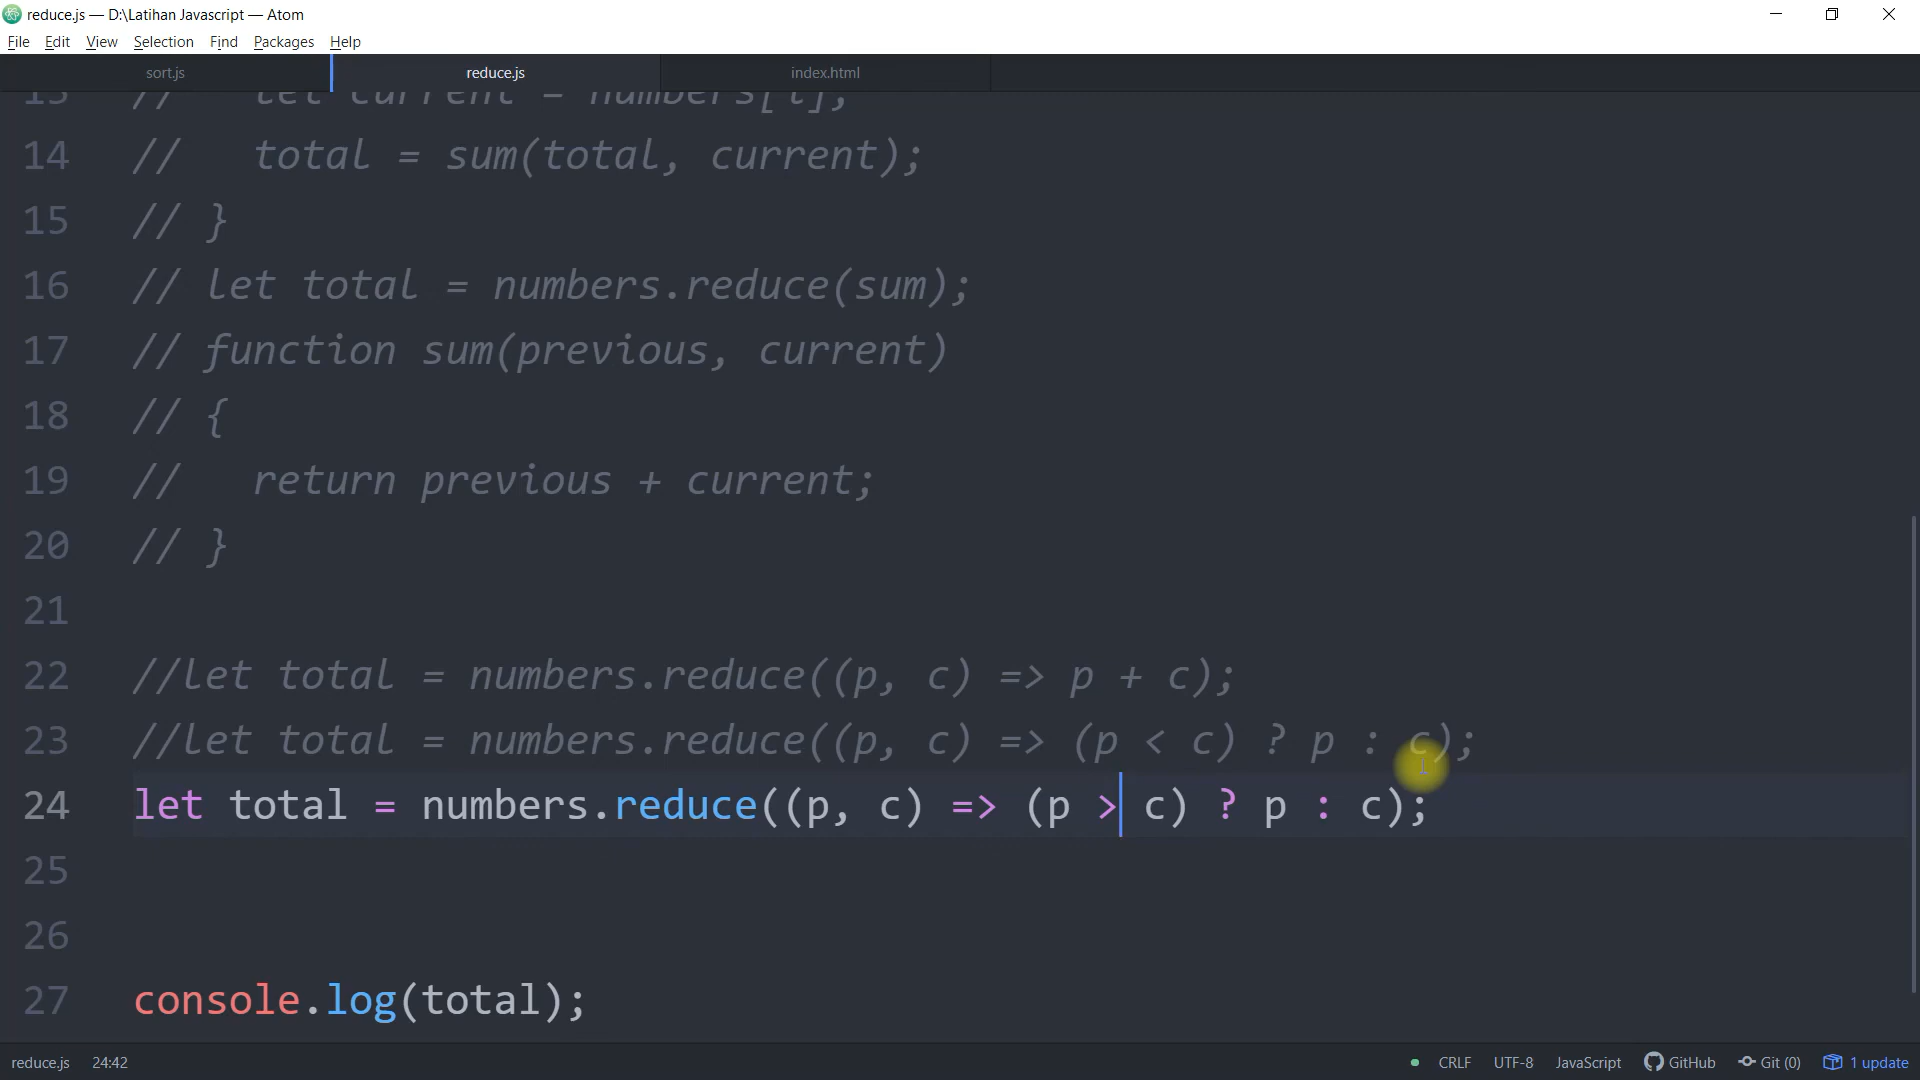 reduce.js — D:\Latihan Javascript — Atom
File Edit View Selection Find Packages Help
sort.js reduce.js index.html
13 // let current = numbers[i];
14 // total = sum(total, current);
15 // }
16 // let total = numbers.reduce(sum);
17 // function sum(previous, current)
18 // {
19 // return previous + current;
20 // }
21
22 //let total = numbers.reduce((p, c) => p + c);
23 //let total = numbers.reduce((p, c) => (p < c) ? p : c);
24 let total = numbers.reduce((p, c) => (p > c) ? p : c);
25
26
27 console.log(total);
reduce.js 24:42 CRLF UTF-8 JavaScript GitHub Git (0) 1 update